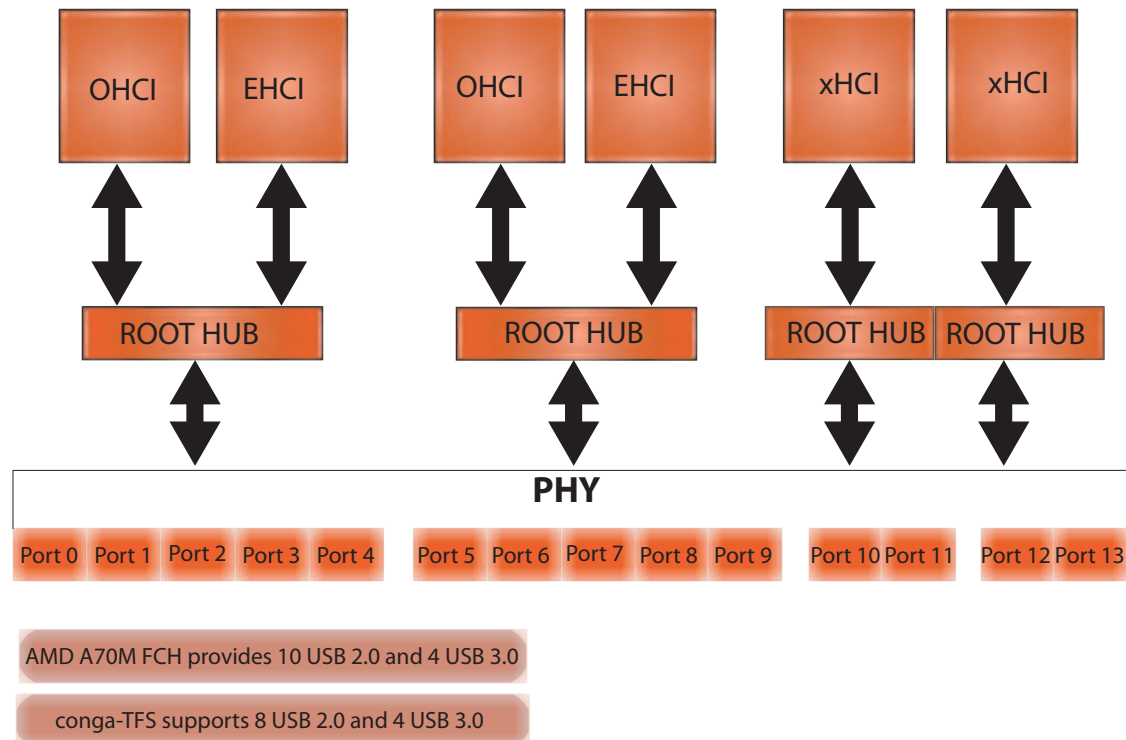 OHCI EHCI OHCI EHCI xHCI xHCI
ROOT HUB ROOT HUB ROOT HUB ROOT HUB
PHY
Port 0 Port 1 Port 2 Port 3 Port 4 Port 5 Port 6 Port 7 Port 8 Port 9 Port 10 Port 11 Port 12 Port 13
AMD A70M FCH provides 10 USB 2.0 and 4 USB 3.0
conga-TFS supports 8 USB 2.0 and 4 USB 3.0